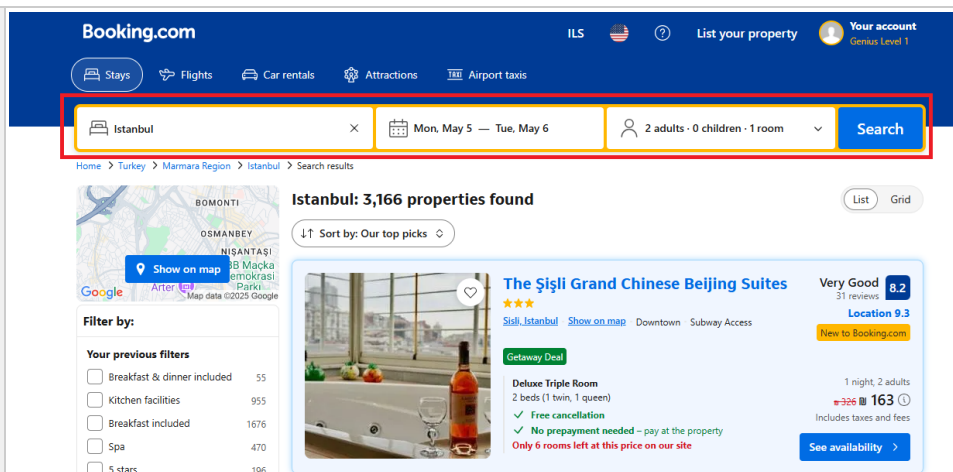 Booking.com
ILS
List your property
Your account
Genius Level 1
Stays
Flights
Car rentals
Attractions
TAXI Airport taxis
Istanbul
Mon, May 5 — Tue, May 6
2 adults · 0 children · 1 room
Search
Home > Turkey > Marmara Region > Istanbul > Search results
BOMONTI
OSMANBEY
NIŞANTAŞI
Maçka
Parkı
Arter
Show on map
Google
Map data ©2025 Google
Istanbul: 3,166 properties found
List
Grid
Sort by: Our top picks
Filter by:
Your previous filters
Breakfast & dinner included 55
Kitchen facilities 955
Breakfast included 1676
Spa 470
5 stars 196
The Şişli Grand Chinese Beijing Suites
Very Good 8.2
31 reviews
Sisli, Istanbul Show on map Downtown Subway Access
Location 9.3
New to Booking.com
Getaway Deal
Deluxe Triple Room
2 beds (1 twin, 1 queen)
✓ Free cancellation
✓ No prepayment needed – pay at the property
Only 6 rooms left at this price on our site
1 night, 2 adults
₪ 326 ₪ 163
Includes taxes and fees
See availability >